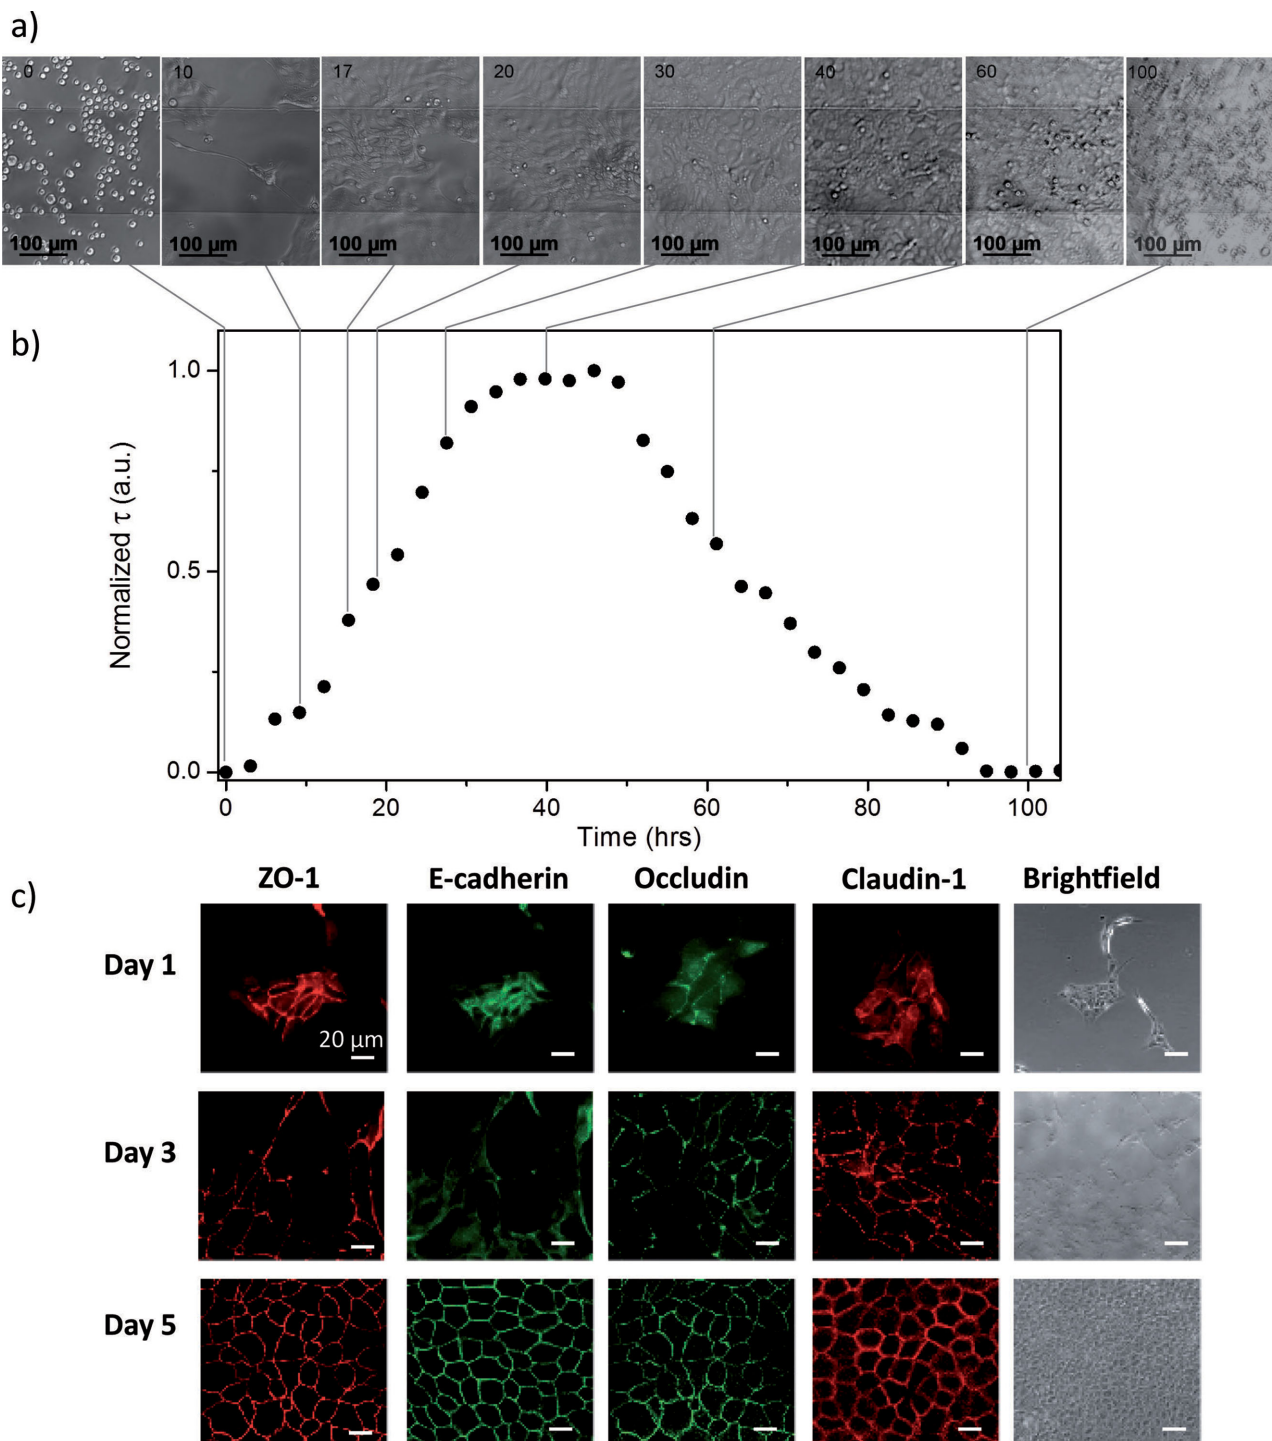 a)
0 10 17 20 30 40 60 100
100 µm 100 µm 100 µm 100 µm 100 µm 100 µm 100 µm 100 µm
b)
1.0
0.5
0.0
Normalized τ (a.u.)
0 20 40 60 80 100
Time (hrs)
c)
ZO-1 E-cadherin Occludin Claudin-1 Brightfield
Day 1
20 µm
Day 3
Day 5